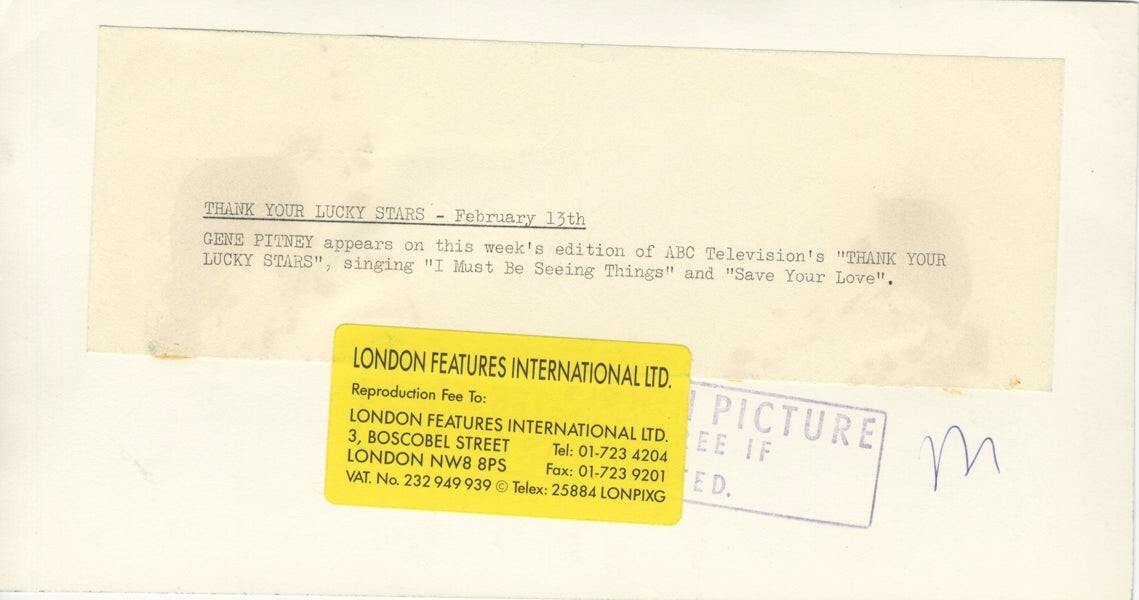 THANK YOUR LUCKY STARS - February 13th
GENE PITNEY appears on this week's edition of ABC Television's "THANK YOUR
LUCKY STARS", singing "I Must Be Seeing Things" and "Save Your Love".
LONDON FEATURES INTERNATIONAL LTD.
Reproduction Fee To:
LONDON FEATURES INTERNATIONAL LTD.
3, BOSCOBEL STREET Tel: 01-723 4204
LONDON NW8 8PS Fax: 01-723 9201
VAT. No. 232 949 939 © Telex: 25884 LONPIXG
PICTURE
IF